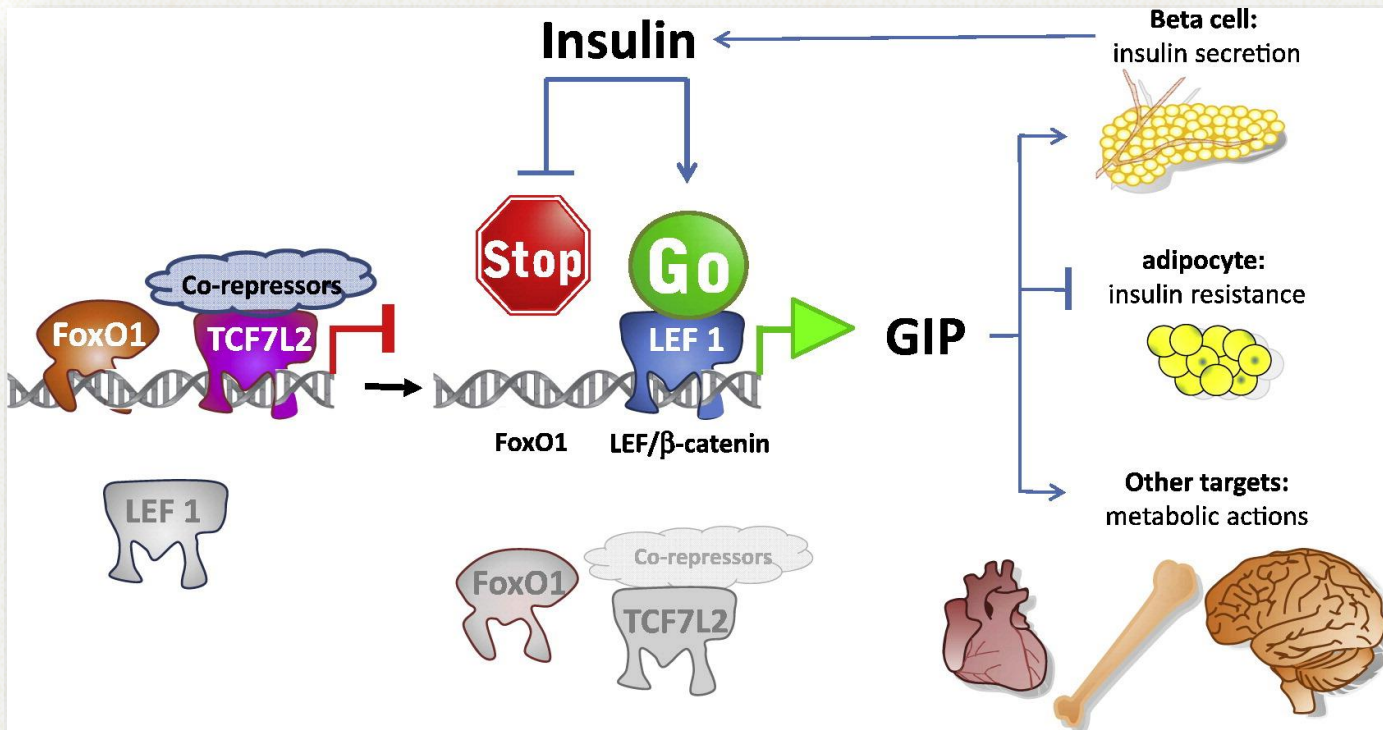 Insulin
Beta cell:
insulin secretion
Stop
Go
Co-repressors
FoxO1
TCF7L2
LEF 1
GIP
adipocyte:
insulin resistance
FoxO1
LEF/β-catenin
LEF 1
Other targets:
metabolic actions
Co-repressors
FoxO1
TCF7L2